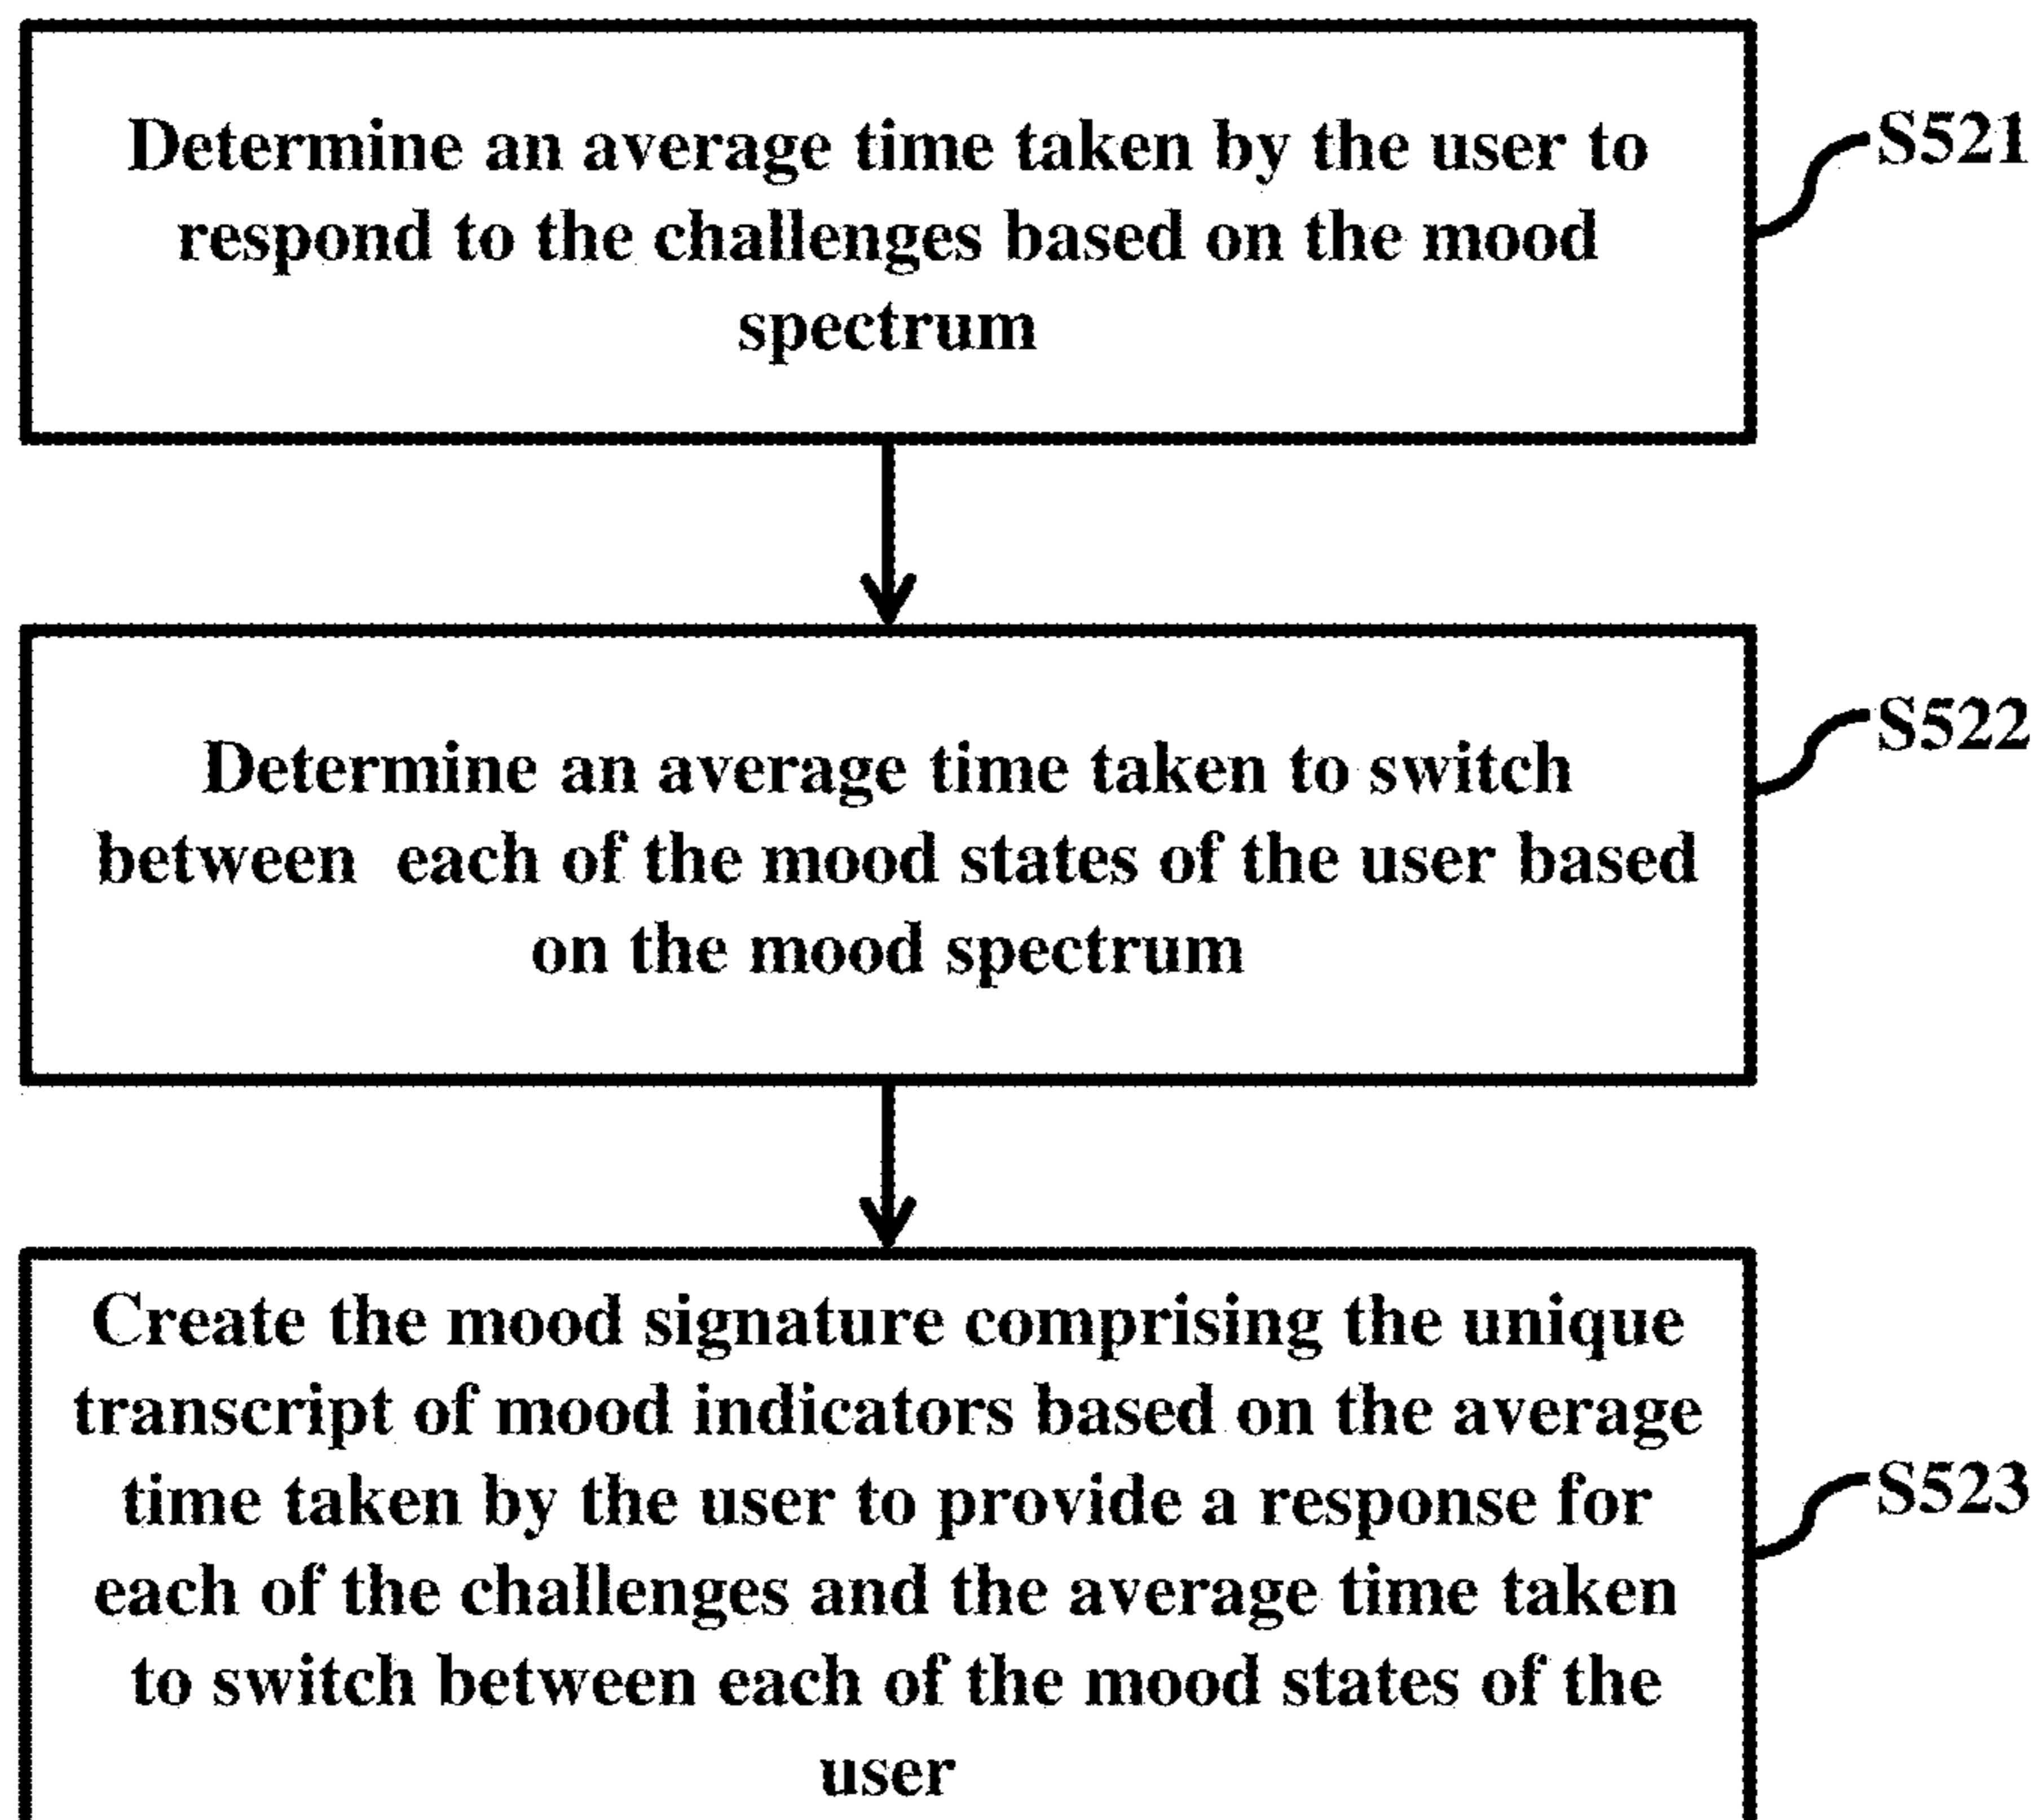 Determine an average time taken by the user to
respond to the challenges based on the mood
spectrum
S521
Determine an average time taken to switch
between each of the mood states of the user based
on the mood spectrum
S522
Create the mood signature comprising the unique
transcript of mood indicators based on the average
time taken by the user to provide a response for
each of the challenges and the average time taken
to switch between each of the mood states of the
user
S523